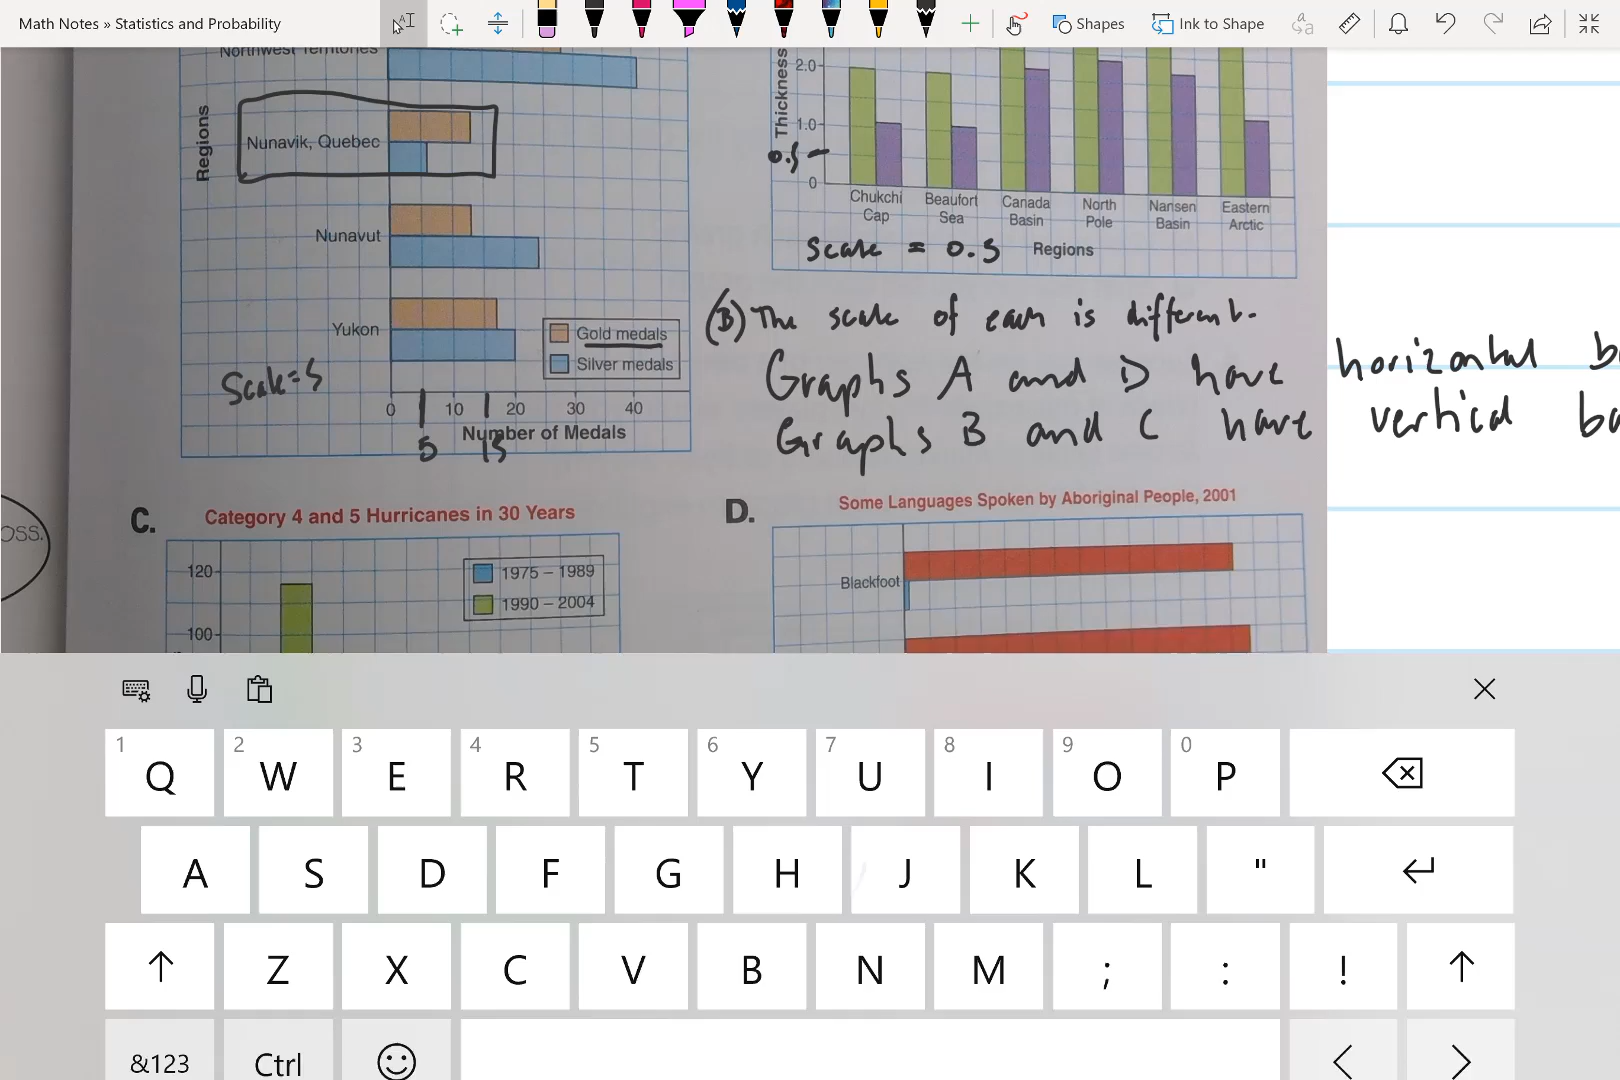 Math Notes » Statistics and Probability
Shapes
Ink to Shape
Northwest Territories
Regions
Nunavik, Quebec
Nunavut
Yukon
Gold medals
Silver medals
Scale=5
0 10 20 30 40
Number of Medals
5 15
Thickness
2.0
1.0
0.5
0
Chukchi Cap
Beaufort Sea
Canada Basin
North Pole
Nansen Basin
Eastern Arctic
Scale = 0.5
Regions
(B) The scale of each is different.
Graphs A and D have horizontal
Graphs B and C have vertical
C.
Category 4 and 5 Hurricanes in 30 Years
120
100
1975 – 1989
1990 – 2004
D.
Some Languages Spoken by Aboriginal People, 2001
Blackfoot
1 2 3 4 5 6 7 8 9 0
Q W E R T Y U I O P
A S D F G H J K L "
Z X C V B N M ; : !
&123 Ctrl